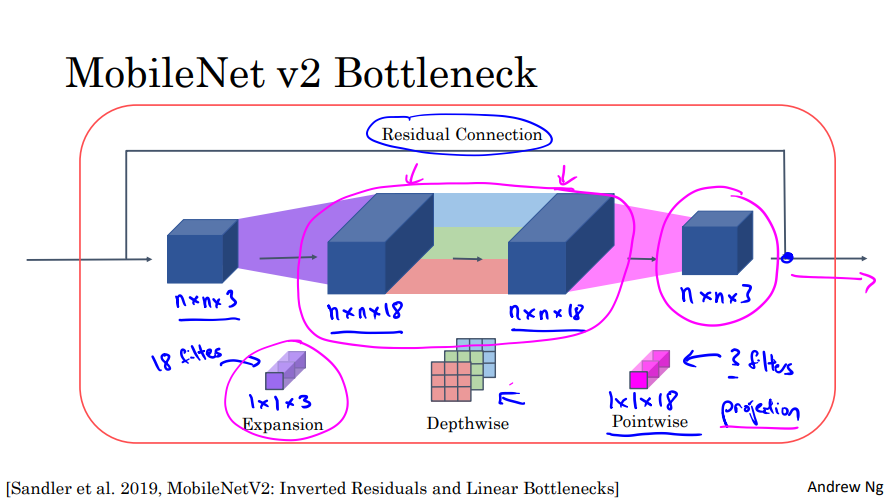 MobileNet v2 Bottleneck
Residual Connection
n×n×3
n×n×18
n×n×18
n×n×3
18 filters
1×1×3
Expansion
Depthwise
1×1×18
Pointwise
3 filters
projection
[Sandler et al. 2019, MobileNetV2: Inverted Residuals and Linear Bottlenecks]
Andrew Ng